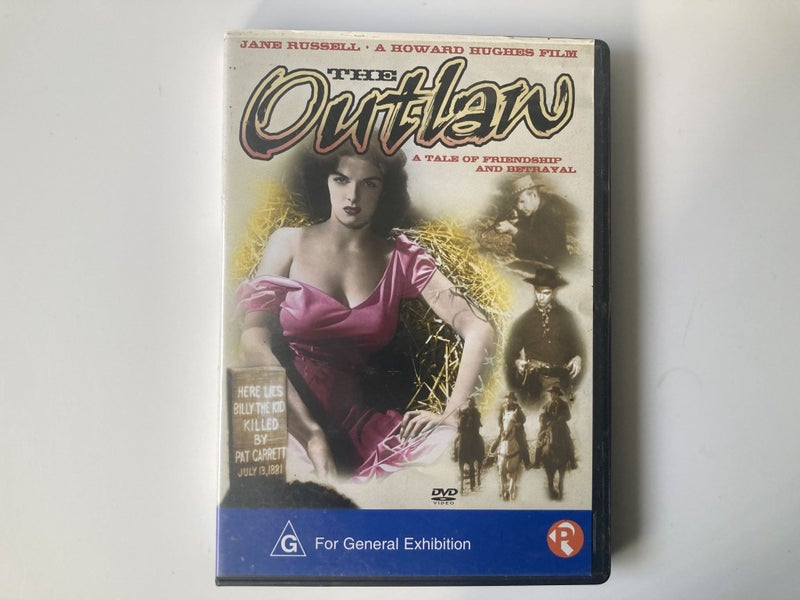 JANE RUSSELL · A HOWARD HUGHES FILM
THE
Outlaw
A TALE OF FRIENDSHIP
AND BETRAYAL
HERE LIES
BILLY THE KID
KILLED
BY
PAT GARRETT
JULY 13, 1881
DVD
VIDEO
G For General Exhibition
R